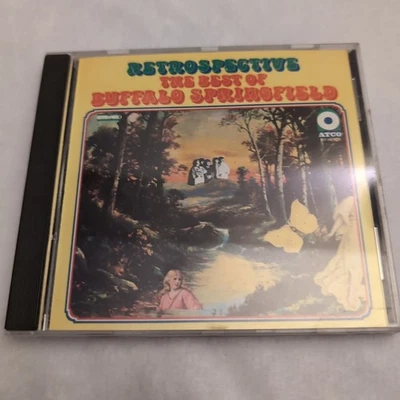 RETROSPECTIVE
THE BEST OF
BUFFALO SPRINGFIELD
ATCO